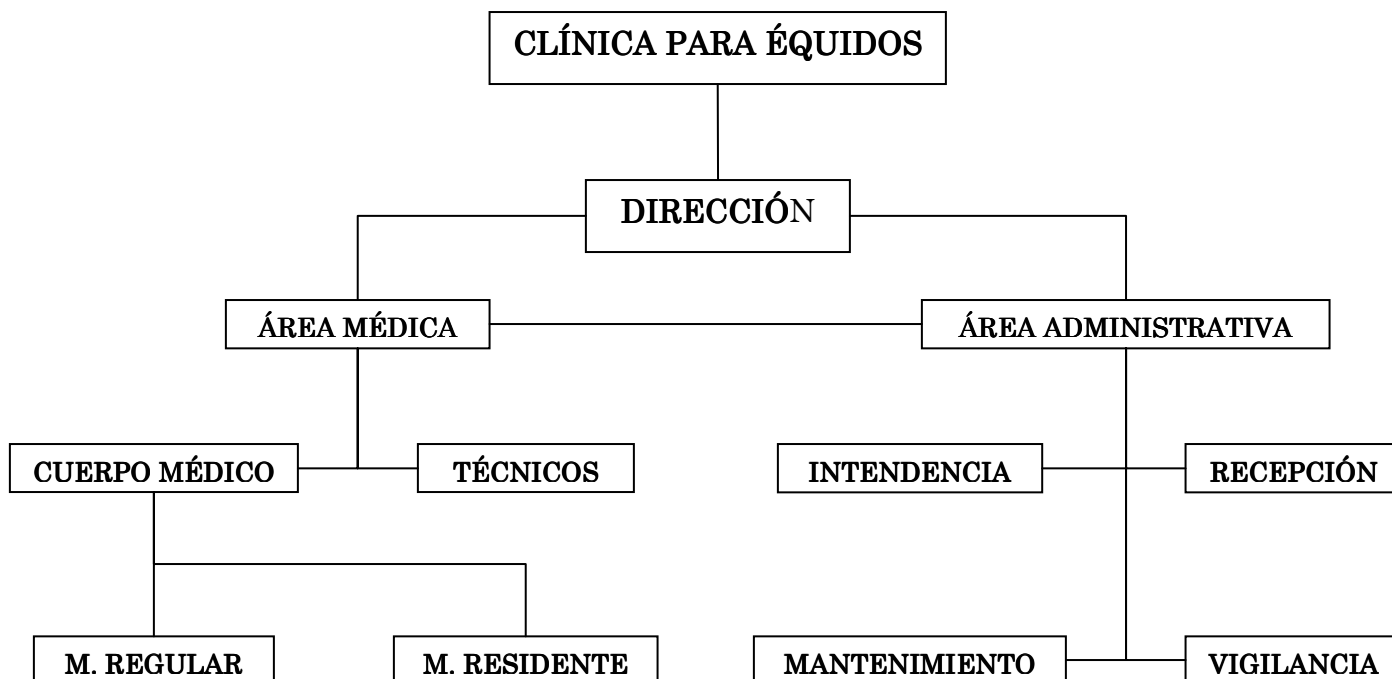 CLÍNICA PARA ÉQUIDOS
DIRECCIÓN
ÁREA MÉDICA
ÁREA ADMINISTRATIVA
CUERPO MÉDICO
TÉCNICOS
INTENDENCIA
RECEPCIÓN
M. REGULAR
M. RESIDENTE
MANTENIMIENTO
VIGILANCIA